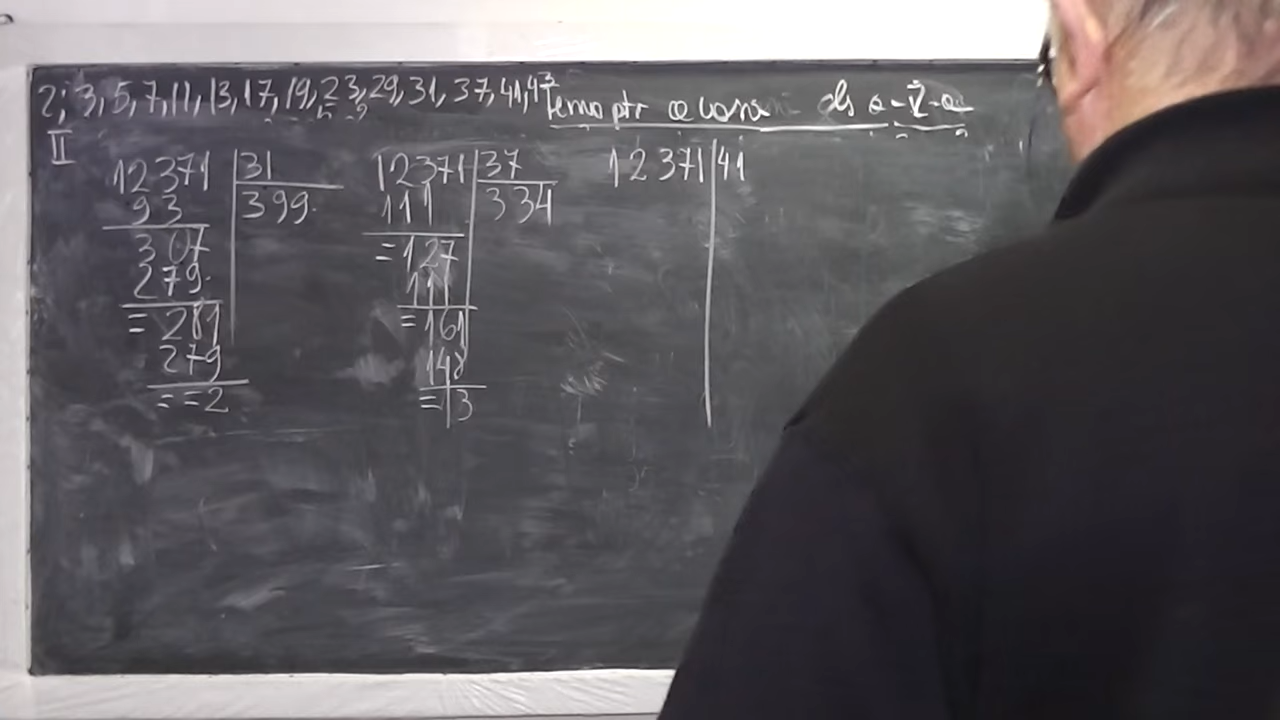 2; 3, 5, 7, 11, 13, 17, 19, 23, 29, 31, 37, 41, 43
II
12371 | 31
93 | 399
307
279
= 281
279
= = 2
12371 | 37
111 | 334
= 127
111
= 161
148
= 13
12371 | 41